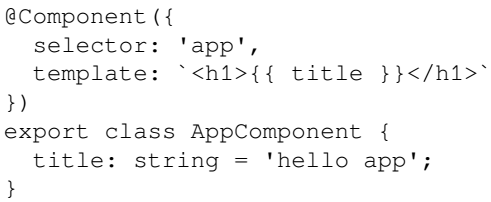 @Component({
  selector: 'app',
  template: `<h1>{{ title }}</h1>`
})
export class AppComponent {
  title: string = 'hello app';
}